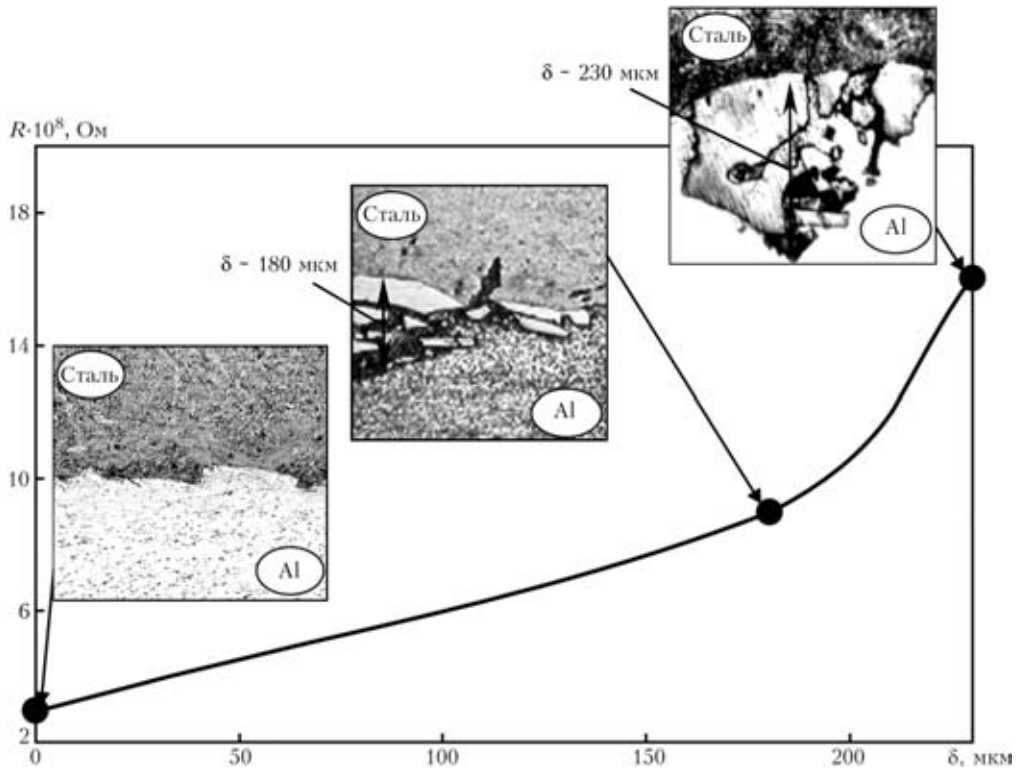 Сталь
δ ~ 230 мкм
Al
R·10⁸, Ом
18
Сталь
δ ~ 180 мкм
Al
14
Сталь
Al
10
6
2
0
50
100
150
200
δ, мкм